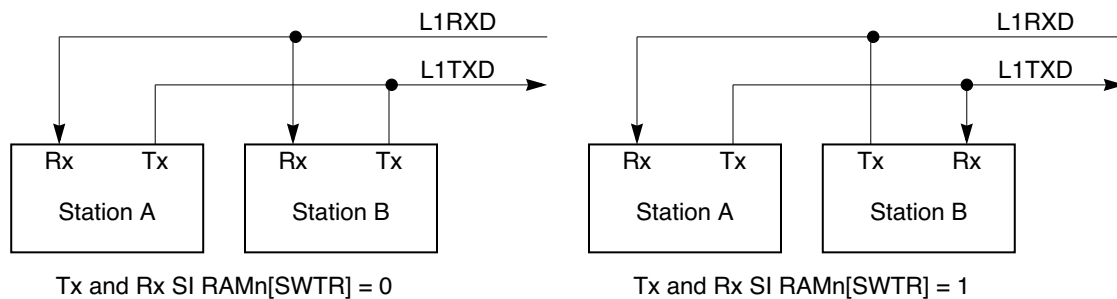 L1RXD
L1TXD
Rx Tx
Station A
Rx Tx
Station B
Tx and Rx SI RAMn[SWTR] = 0
L1RXD
L1TXD
Rx Tx
Station A
Tx Rx
Station B
Tx and Rx SI RAMn[SWTR] = 1